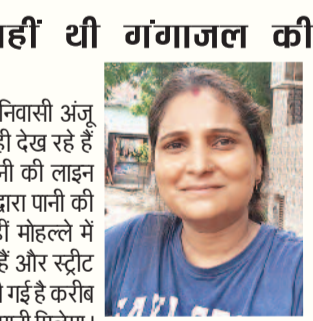 थी गंगाजल की
निवासी अंजू
देख रहे हैं
की लाइन
पानी की
मोहल्ले में
हैं और स्ट्रीट
गई है करीब